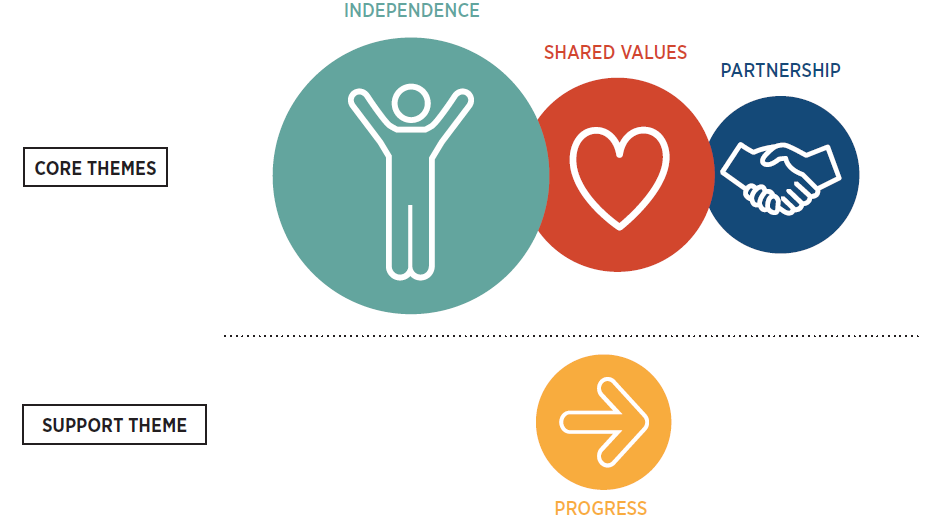 INDEPENDENCE
SHARED VALUES
PARTNERSHIP
CORE THEMES
SUPPORT THEME
PROGRESS